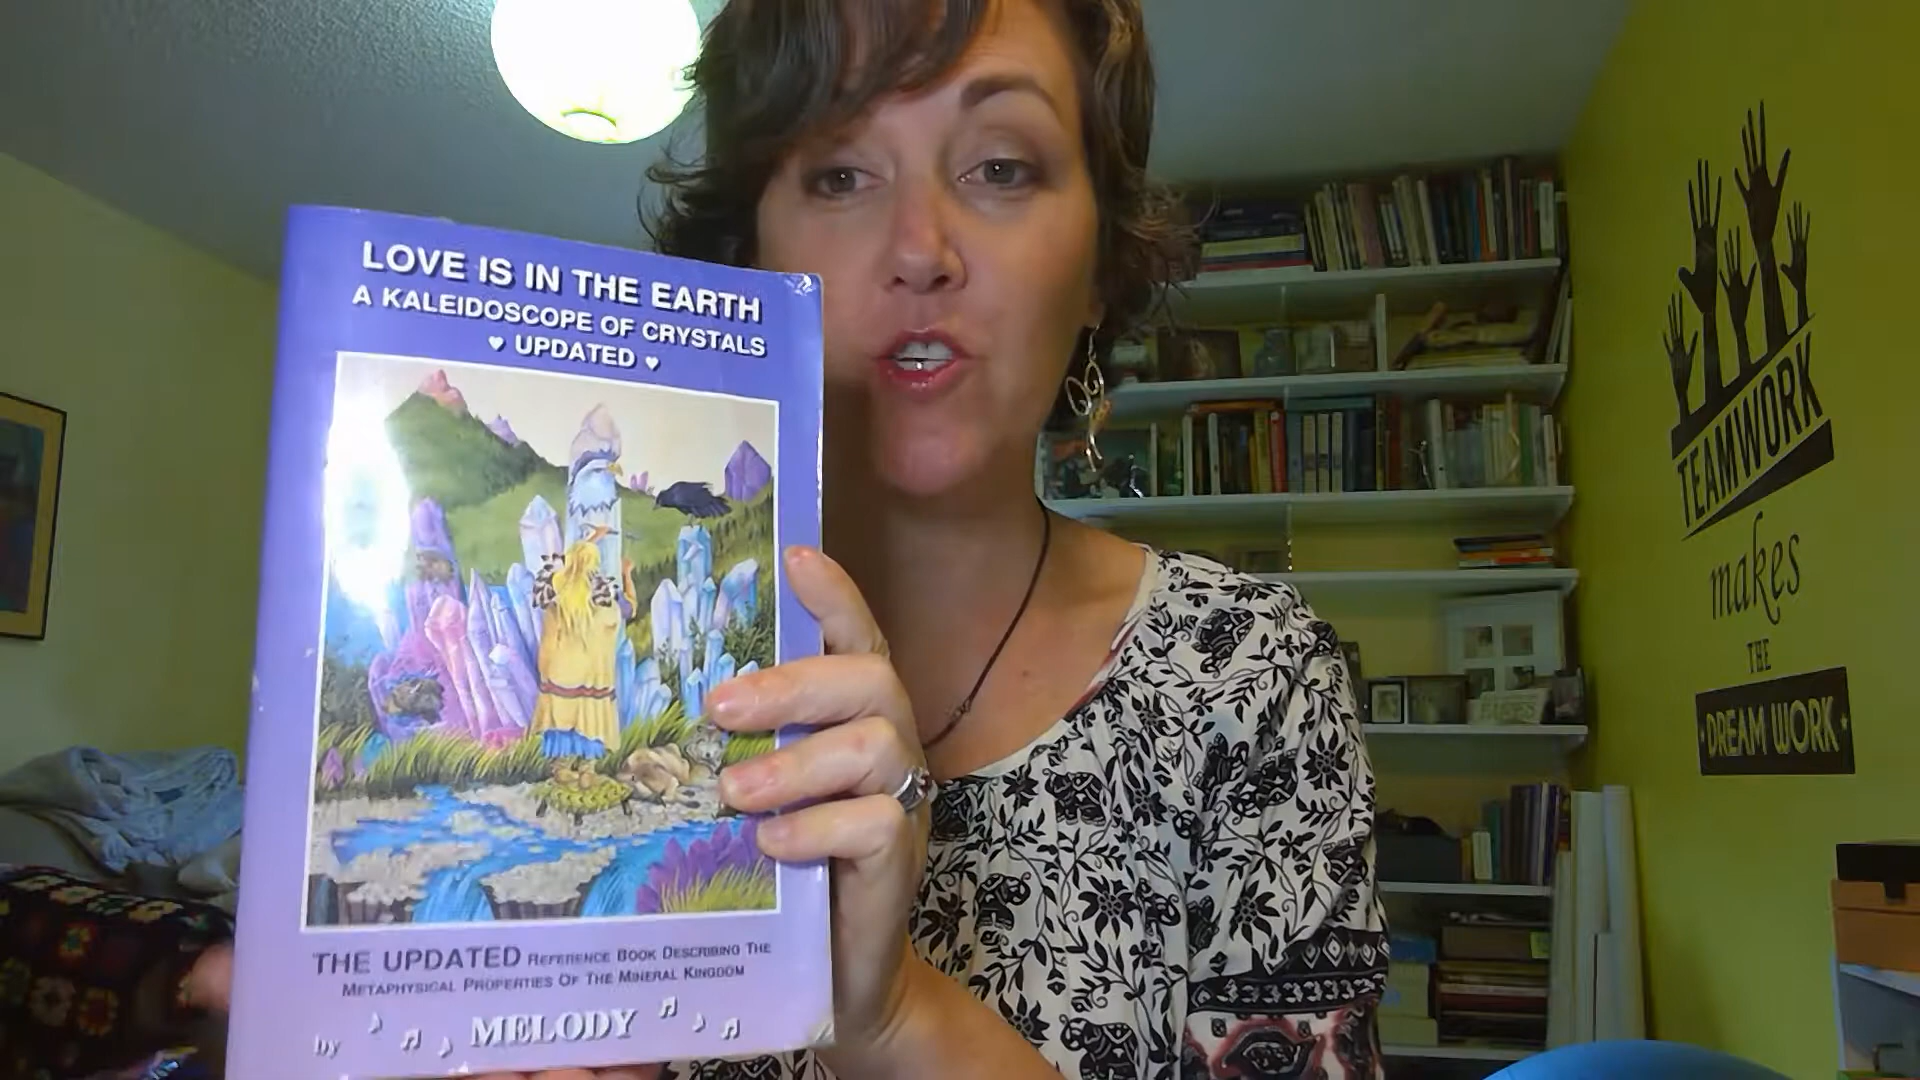 LOVE IS IN THE EARTH
A KALEIDOSCOPE OF CRYSTALS
♥ UPDATED ♥
THE UPDATED REFERENCE BOOK DESCRIBING THE
METAPHYSICAL PROPERTIES OF THE MINERAL KINGDOM
by MELODY
TEAMWORK
makes
THE
DREAM WORK